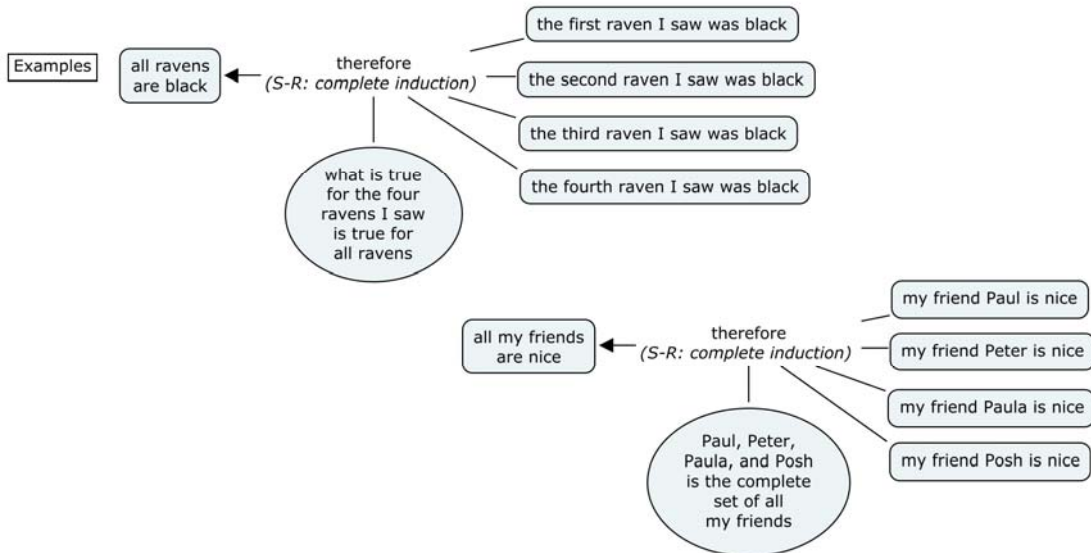 Examples
all ravens
are black
therefore
(S-R: complete induction)
the first raven I saw was black
the second raven I saw was black
the third raven I saw was black
the fourth raven I saw was black
what is true
for the four
ravens I saw
is true for
all ravens
all my friends
are nice
therefore
(S-R: complete induction)
my friend Paul is nice
my friend Peter is nice
my friend Paula is nice
my friend Posh is nice
Paul, Peter,
Paula, and Posh
is the complete
set of all
my friends